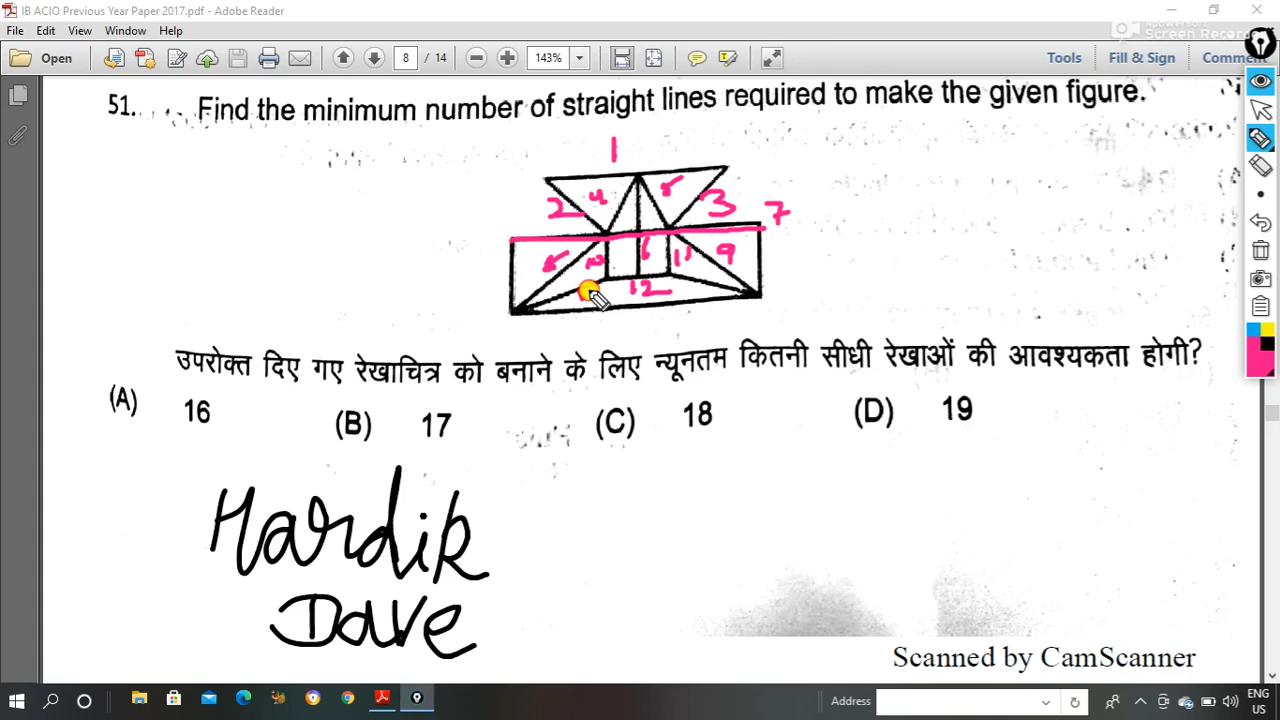 IB ACIO Previous Year Paper 2017.pdf - Adobe Reader
File Edit View Window Help
Open 8 / 14 143% Tools Fill & Sign Comment
51. Find the minimum number of straight lines required to make the given figure.
1
2 4 3 7
6 11 9
12
उपरोक्त दिए गए रेखाचित्र को बनाने के लिए न्यूनतम कितनी सीधी रेखाओं की आवश्यकता होगी?
(A) 16 (B) 17 (C) 18 (D) 19
Hardik
Dave
Scanned by CamScanner
Address ENG
US